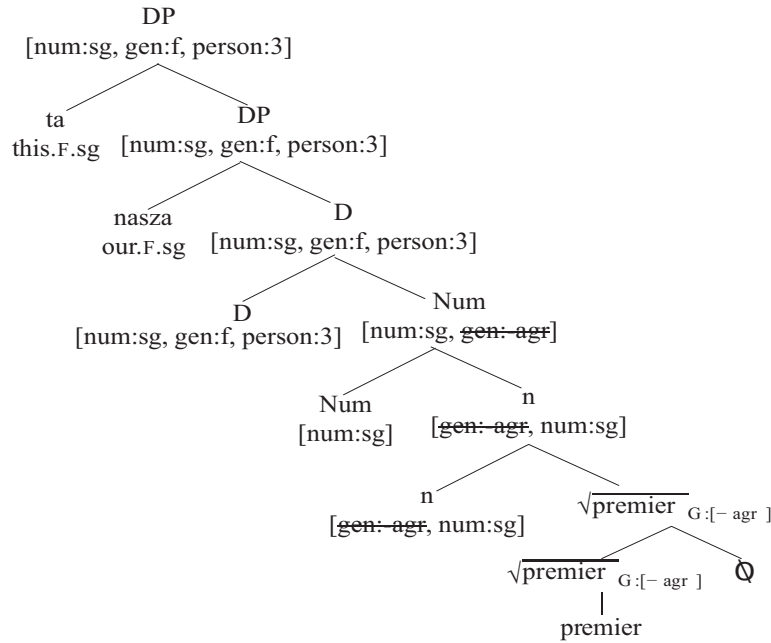 DP
[num:sg, gen:f, person:3]
ta
this.F.sg
DP
[num:sg, gen:f, person:3]
nasza
our.F.sg
D
[num:sg, gen:f, person:3]
D
[num:sg, gen:f, person:3]
Num
[num:sg, gen:-agr]
Num
[num:sg]
n
[gen:-agr, num:sg]
n
[gen:-agr, num:sg]
√premier G:[− agr ]
√premier G:[− agr ]
Ø
premier